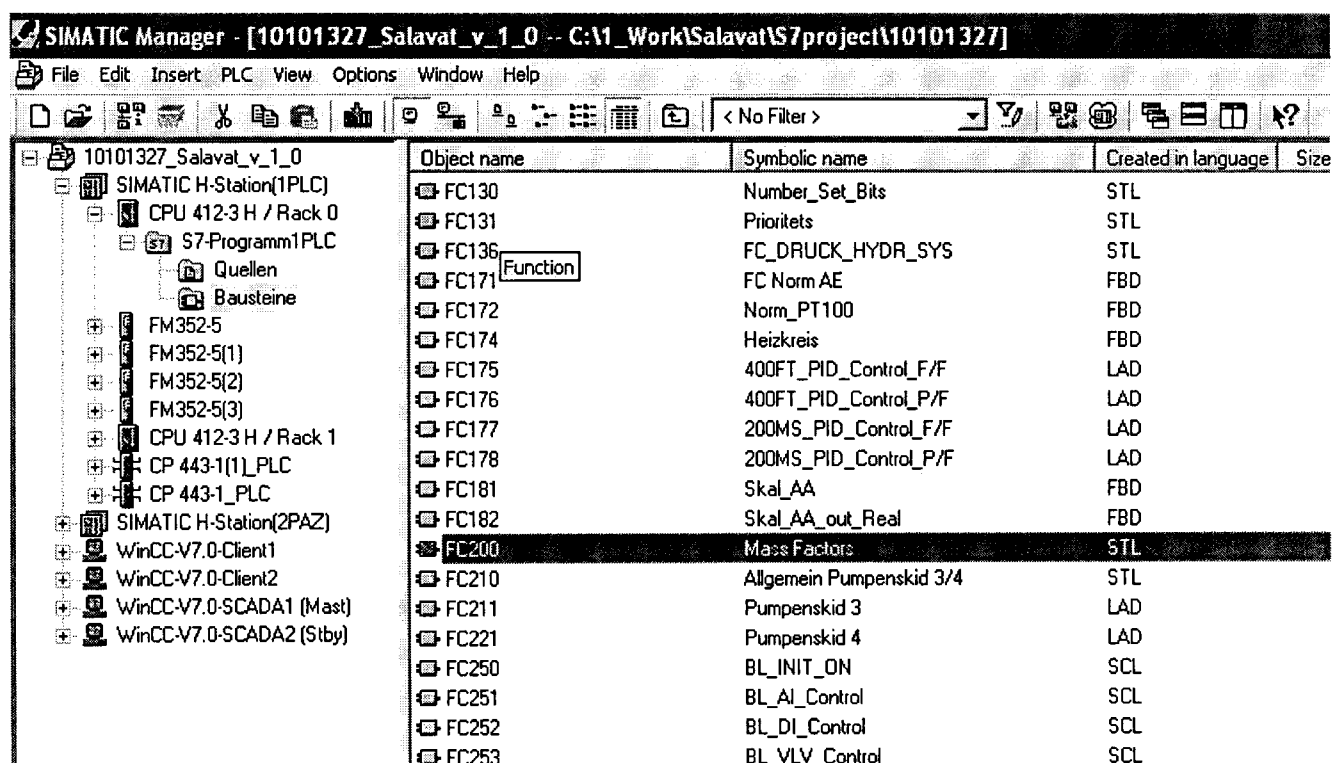 SIMATIC Manager - [10101327_Salavat_v_1_0 -- C:\1_Work\Salavat\S7project\10101327]
File Edit Insert PLC View Options Window Help
< No Filter >
10101327_Salavat_v_1_0
SIMATIC H-Station(1PLC)
CPU 412-3 H / Rack 0
S7-Programm1PLC
Quellen
Bausteine
FM352-5
FM352-5(1)
FM352-5(2)
FM352-5(3)
CPU 412-3 H / Rack 1
CP 443-1(1)_PLC
CP 443-1_PLC
SIMATIC H-Station(2PAZ)
WinCC-V7.0-Client1
WinCC-V7.0-Client2
WinCC-V7.0-SCADA1 (Mast)
WinCC-V7.0-SCADA2 (Stby)
Object name Symbolic name Created in language Size
FC130 Number_Set_Bits STL
FC131 Prioritets STL
FC136 FC_DRUCK_HYDR_SYS STL
Function
FC171 FC Norm AE FBD
FC172 Norm_PT100 FBD
FC174 Heizkreis FBD
FC175 400FT_PID_Control_F/F LAD
FC176 400FT_PID_Control_P/F LAD
FC177 200MS_PID_Control_F/F LAD
FC178 200MS_PID_Control_P/F LAD
FC181 Skal_AA FBD
FC182 Skal_AA_out_Real FBD
FC200 Mass Factors STL
FC210 Allgemein Pumpenskid 3/4 STL
FC211 Pumpenskid 3 LAD
FC221 Pumpenskid 4 LAD
FC250 BL_INIT_ON SCL
FC251 BL_AI_Control SCL
FC252 BL_DI_Control SCL
FC253 BL_VLV_Control SCL